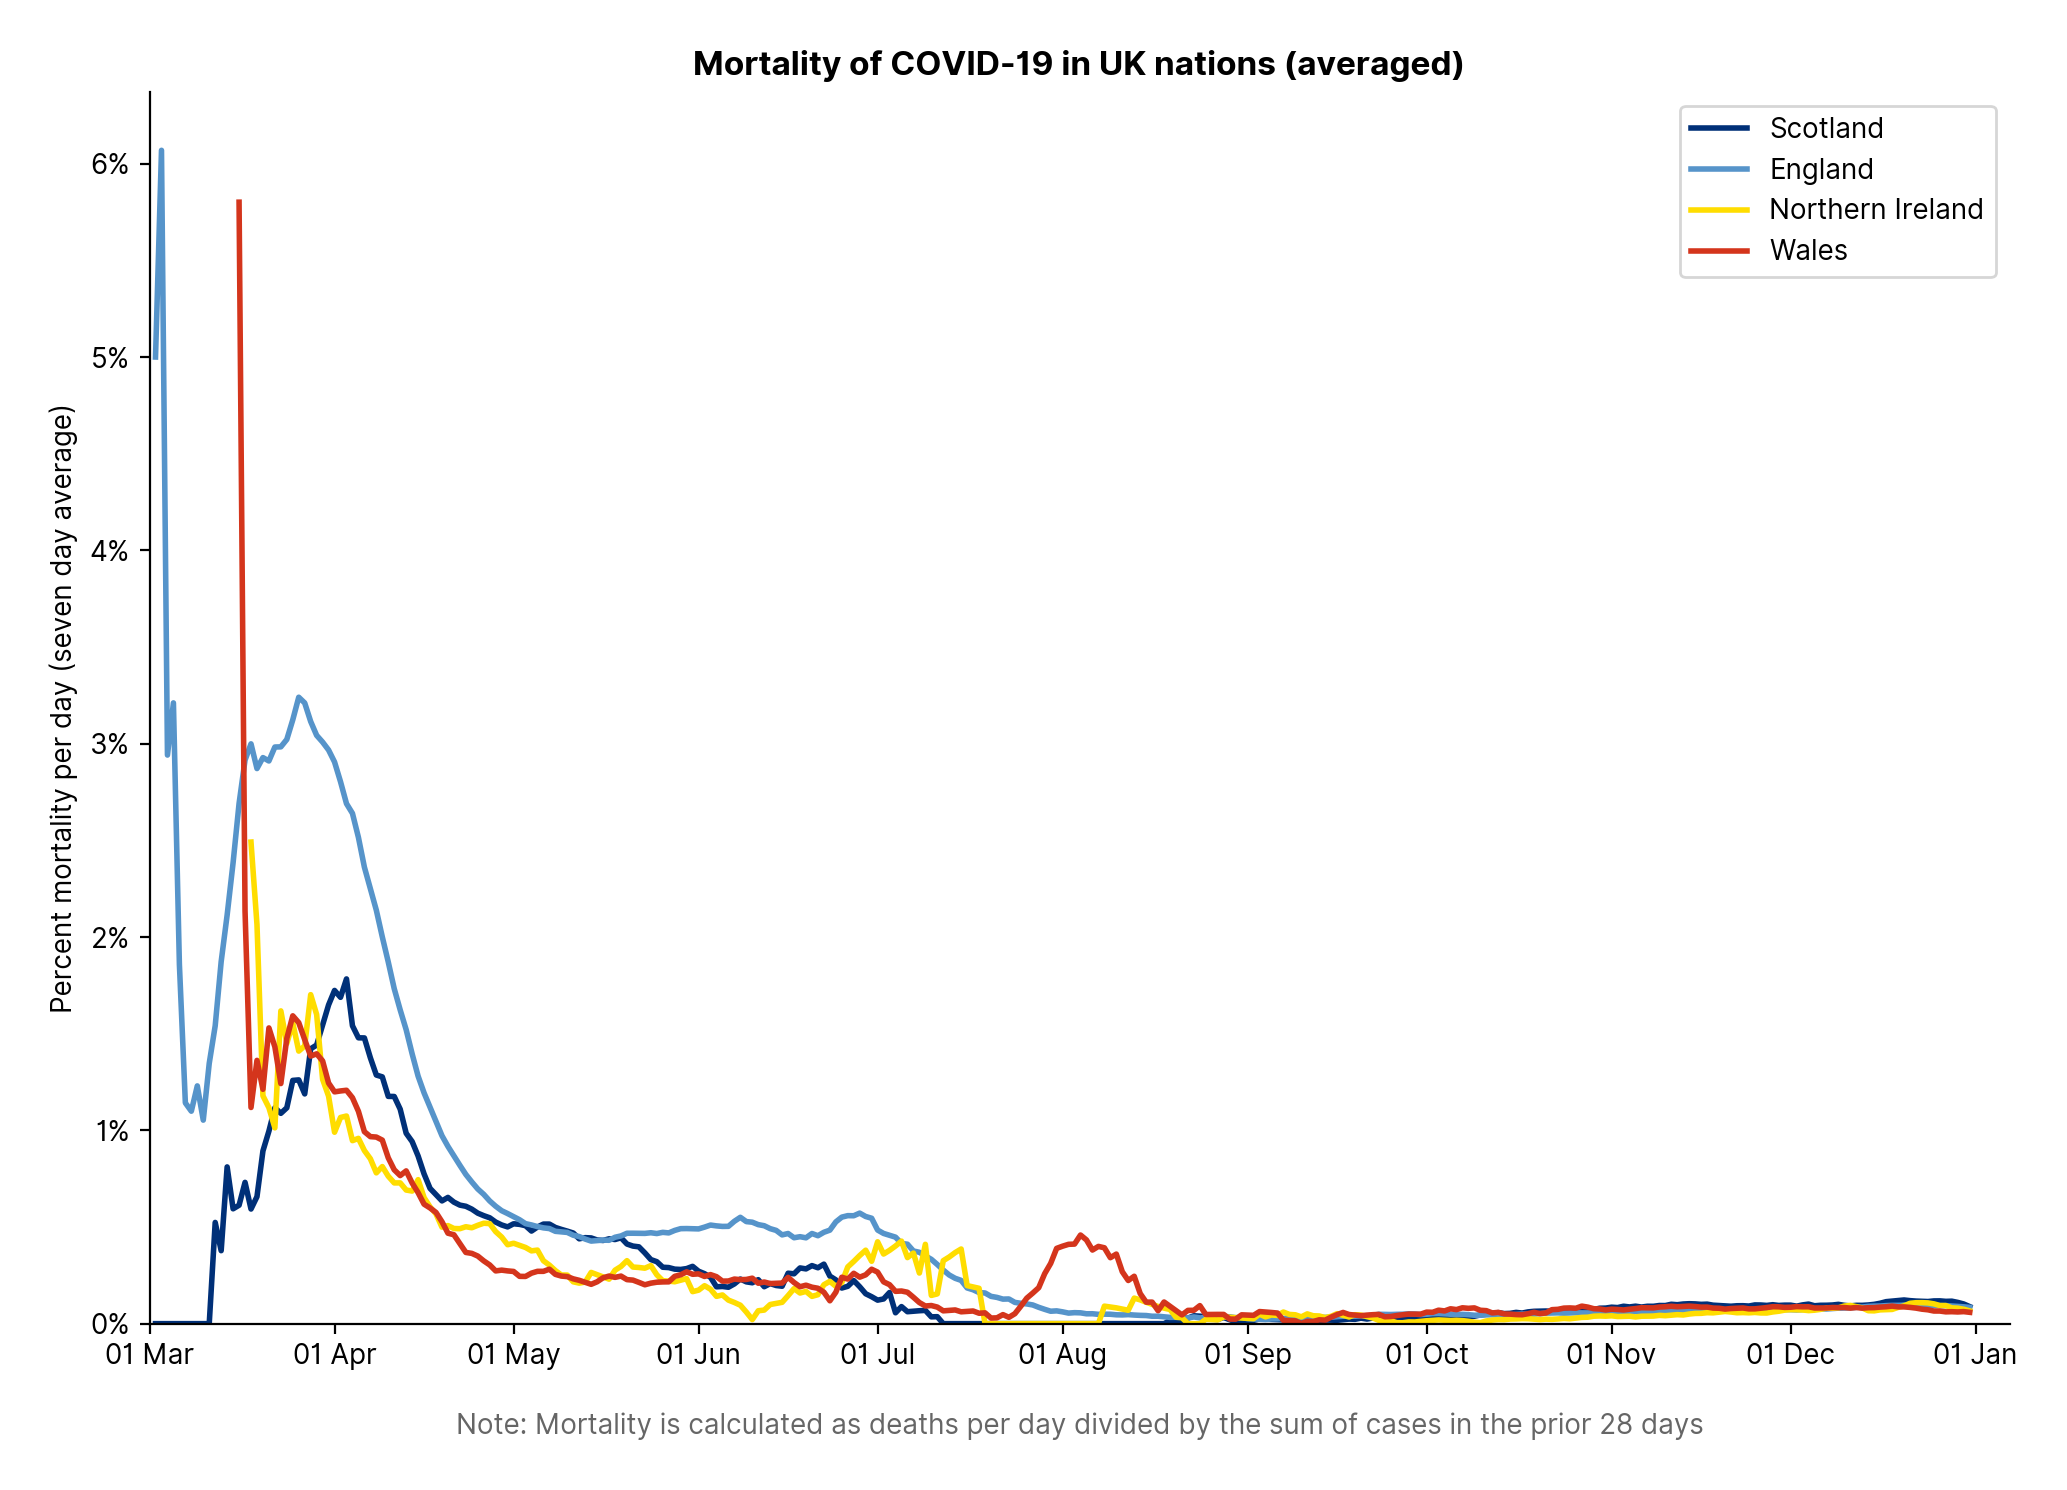 Mortality of COVID-19 in UK nations (averaged)
Scotland
England
Northern Ireland
Wales
Percent mortality per day (seven day average)
6%
5%
4%
3%
2%
1%
0%
01 Mar 01 Apr 01 May 01 Jun 01 Jul 01 Aug 01 Sep 01 Oct 01 Nov 01 Dec 01 Jan
Note: Mortality is calculated as deaths per day divided by the sum of cases in the prior 28 days